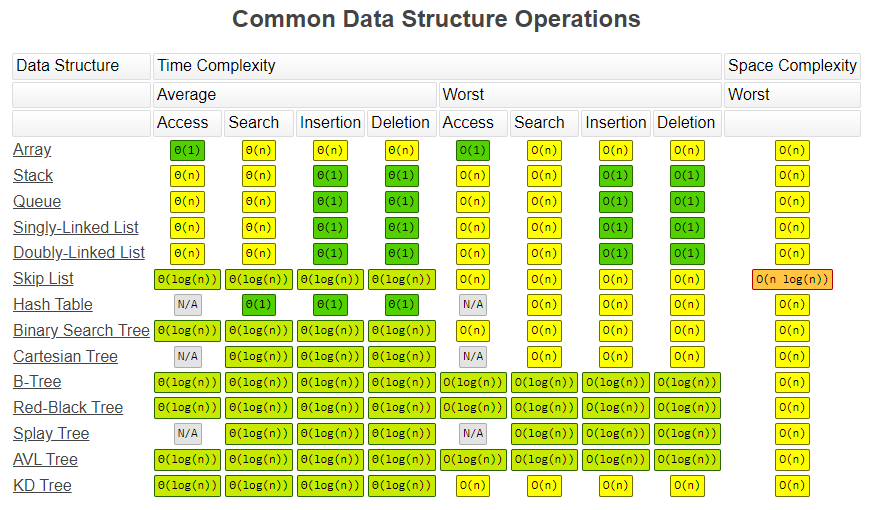 Common Data Structure Operations
Data Structure Time Complexity Space Complexity
Average Worst Worst
Access Search Insertion Deletion Access Search Insertion Deletion
Array Θ(1) Θ(n) Θ(n) Θ(n) O(1) O(n) O(n) O(n) O(n)
Stack Θ(n) Θ(n) Θ(1) Θ(1) O(n) O(n) O(1) O(1) O(n)
Queue Θ(n) Θ(n) Θ(1) Θ(1) O(n) O(n) O(1) O(1) O(n)
Singly-Linked List Θ(n) Θ(n) Θ(1) Θ(1) O(n) O(n) O(1) O(1) O(n)
Doubly-Linked List Θ(n) Θ(n) Θ(1) Θ(1) O(n) O(n) O(1) O(1) O(n)
Skip List Θ(log(n)) Θ(log(n)) Θ(log(n)) Θ(log(n)) O(n) O(n) O(n) O(n) O(n log(n))
Hash Table N/A Θ(1) Θ(1) Θ(1) N/A O(n) O(n) O(n) O(n)
Binary Search Tree Θ(log(n)) Θ(log(n)) Θ(log(n)) Θ(log(n)) O(n) O(n) O(n) O(n) O(n)
Cartesian Tree N/A Θ(log(n)) Θ(log(n)) Θ(log(n)) N/A O(n) O(n) O(n) O(n)
B-Tree Θ(log(n)) Θ(log(n)) Θ(log(n)) Θ(log(n)) O(log(n)) O(log(n)) O(log(n)) O(log(n)) O(n)
Red-Black Tree Θ(log(n)) Θ(log(n)) Θ(log(n)) Θ(log(n)) O(log(n)) O(log(n)) O(log(n)) O(log(n)) O(n)
Splay Tree N/A Θ(log(n)) Θ(log(n)) Θ(log(n)) N/A O(log(n)) O(log(n)) O(log(n)) O(n)
AVL Tree Θ(log(n)) Θ(log(n)) Θ(log(n)) Θ(log(n)) O(log(n)) O(log(n)) O(log(n)) O(log(n)) O(n)
KD Tree Θ(log(n)) Θ(log(n)) Θ(log(n)) Θ(log(n)) O(n) O(n) O(n) O(n) O(n)